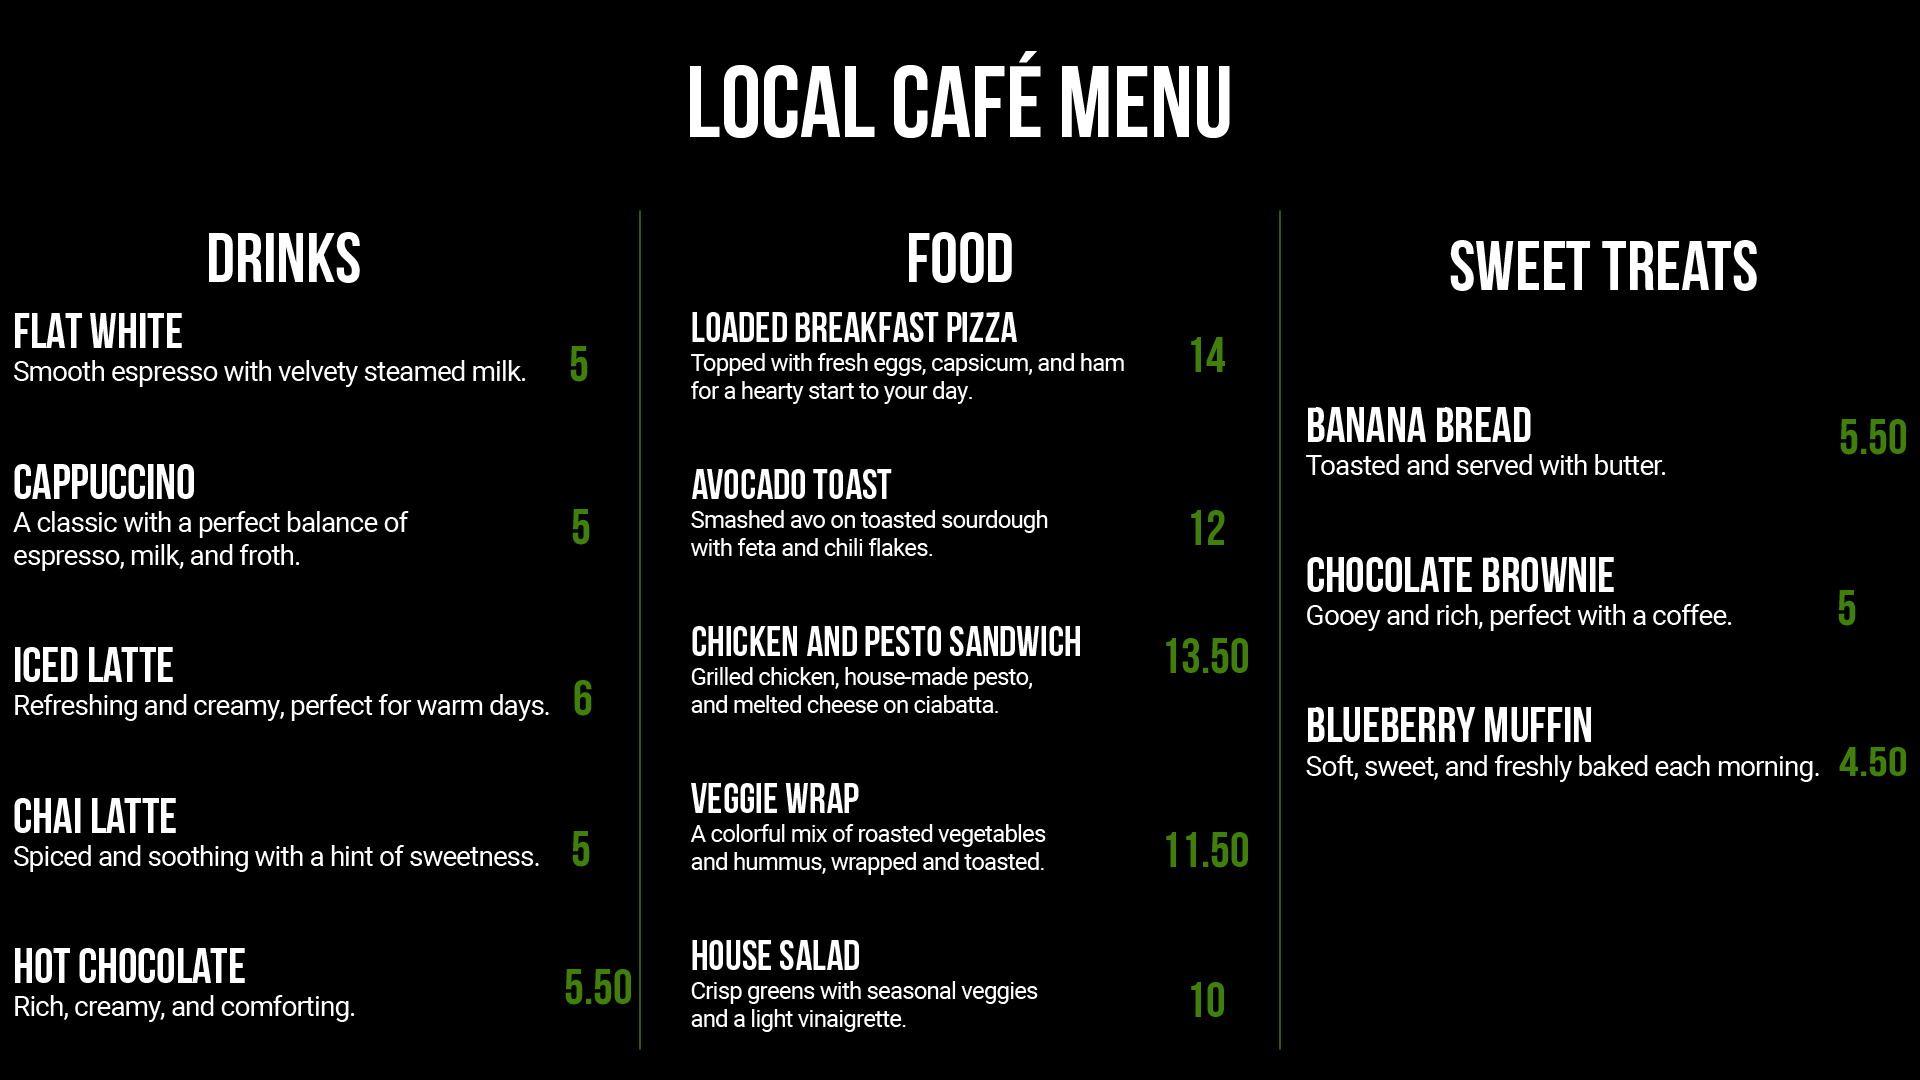 LOCAL CAFÉ MENU
DRINKS
FLAT WHITE
Smooth espresso with velvety steamed milk.
5
CAPPUCCINO
A classic with a perfect balance of
espresso, milk, and froth.
5
ICED LATTE
Refreshing and creamy, perfect for warm days.
6
CHAI LATTE
Spiced and soothing with a hint of sweetness.
5
HOT CHOCOLATE
Rich, creamy, and comforting.
5.50
FOOD
LOADED BREAKFAST PIZZA
Topped with fresh eggs, capsicum, and ham
for a hearty start to your day.
14
AVOCADO TOAST
Smashed avo on toasted sourdough
with feta and chili flakes.
12
CHICKEN AND PESTO SANDWICH
Grilled chicken, house-made pesto,
and melted cheese on ciabatta.
13.50
VEGGIE WRAP
A colorful mix of roasted vegetables
and hummus, wrapped and toasted.
11.50
HOUSE SALAD
Crisp greens with seasonal veggies
and a light vinaigrette.
10
SWEET TREATS
BANANA BREAD
Toasted and served with butter.
5.50
CHOCOLATE BROWNIE
Gooey and rich, perfect with a coffee.
5
BLUEBERRY MUFFIN
Soft, sweet, and freshly baked each morning.
4.50